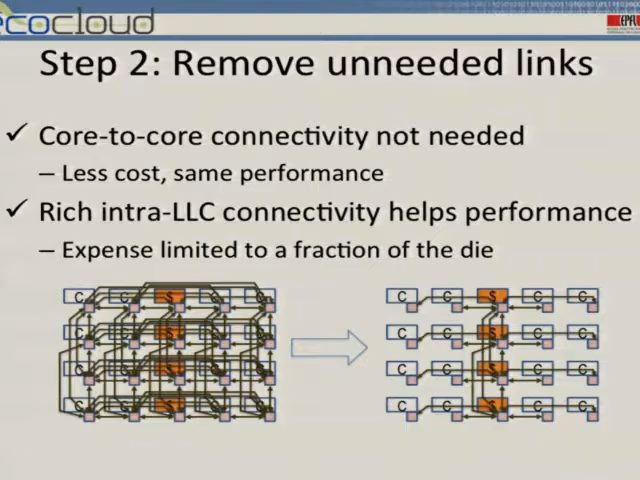 ecocloud
EPFL
Step 2: Remove unneeded links
✓ Core-to-core connectivity not needed
– Less cost, same performance
✓ Rich intra-LLC connectivity helps performance
– Expense limited to a fraction of the die
C C $ C C C C $ C C
C C $ C C C C $ C C
C C $ C C C C $ C C
C C $ C C C C $ C C